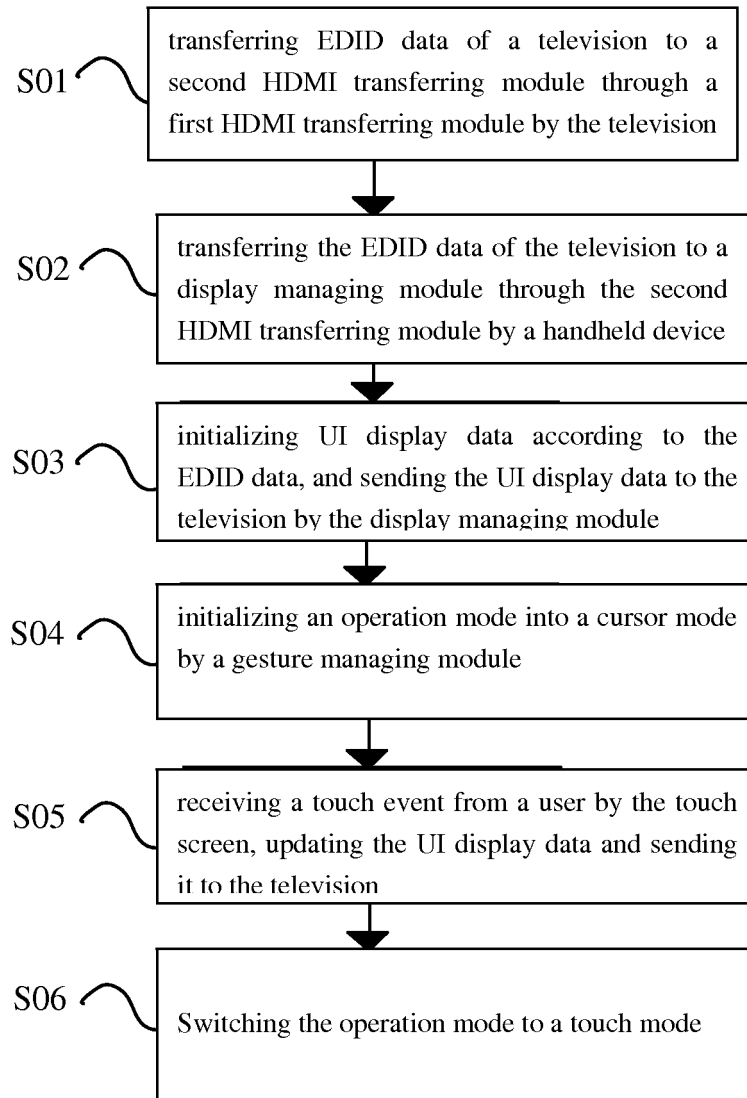 S01
transferring EDID data of a television to a
second HDMI transferring module through a
first HDMI transferring module by the television
S02
transferring the EDID data of the television to a
display managing module through the second
HDMI transferring module by a handheld device
S03
initializing UI display data according to the
EDID data, and sending the UI display data to the
television by the display managing module
S04
initializing an operation mode into a cursor mode
by a gesture managing module
S05
receiving a touch event from a user by the touch
screen, updating the UI display data and sending
it to the television
S06
Switching the operation mode to a touch mode